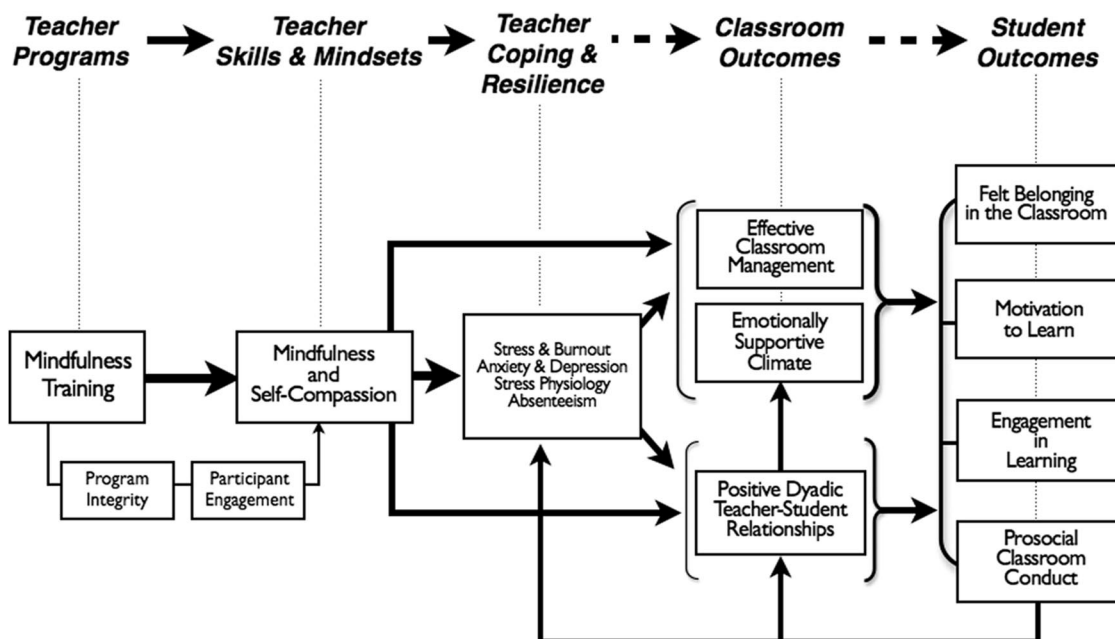 Teacher
Programs
Teacher
Skills & Mindsets
Teacher
Coping &
Resilience
Classroom
Outcomes
Student
Outcomes
Mindfulness
Training
Program
Integrity
Participant
Engagement
Mindfulness
and
Self-Compassion
Stress & Burnout
Anxiety & Depression
Stress Physiology
Absenteeism
Effective
Classroom
Management
Emotionally
Supportive
Climate
Positive Dyadic
Teacher-Student
Relationships
Felt Belonging
in the Classroom
Motivation
to Learn
Engagement
in
Learning
Prosocial
Classroom
Conduct